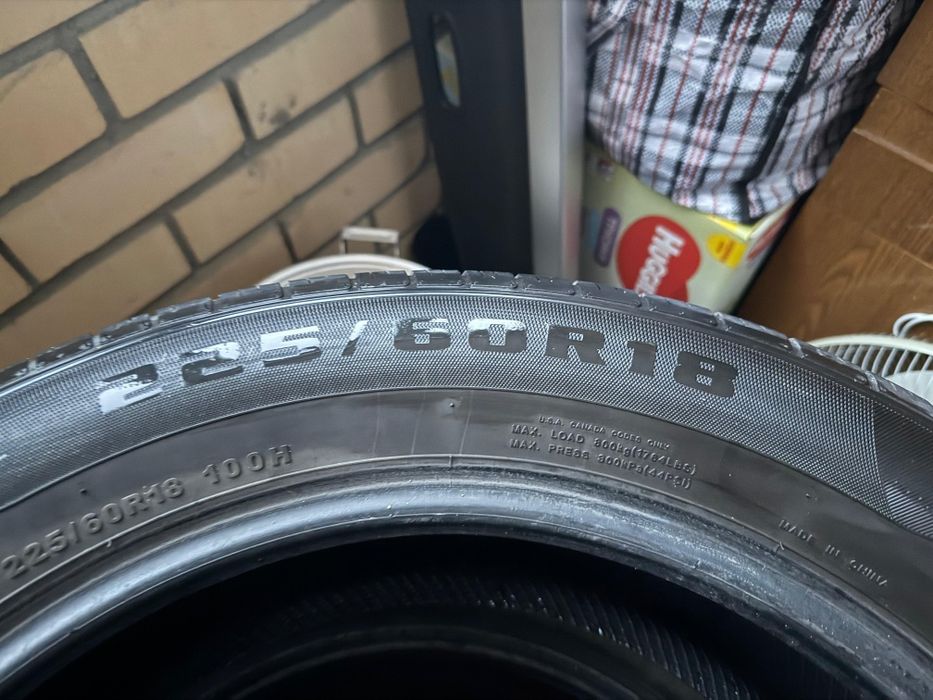 HUGGIES
225/60R18
225/60R18 100H
U.S.A. CANADA CODES ONLY
MAX. LOAD 800kg(1764LBS)
MAX. PRESS 300kPa(44PSI)
MADE IN CHINA